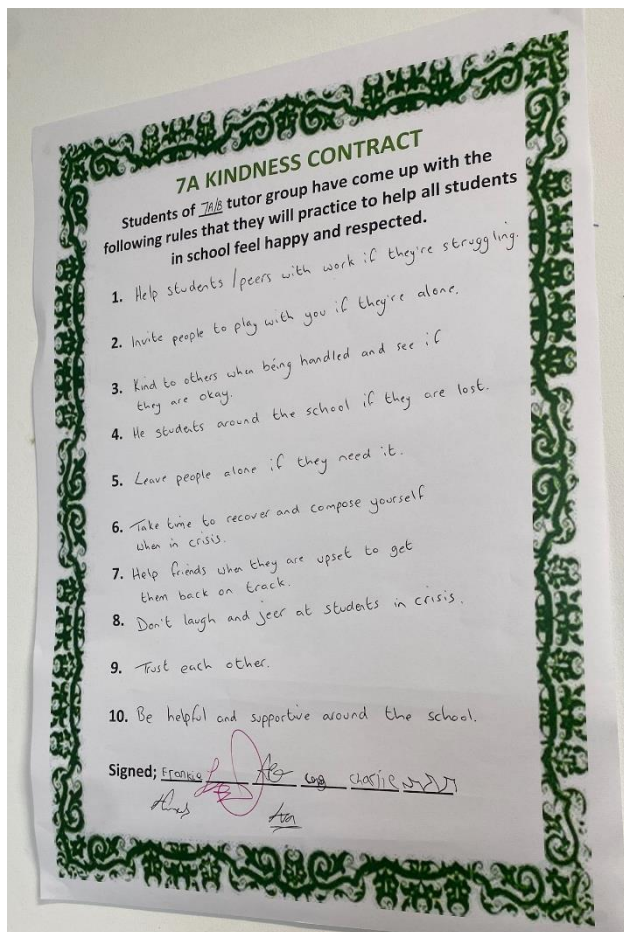 7A KINDNESS CONTRACT
Students of 7A/B tutor group have come up with the
following rules that they will practice to help all students
in school feel happy and respected.
1. Help students/peers with work if they're struggling.
2. Invite people to play with you if they're alone.
3. Kind to others when being handled and see if
they are okay.
4. He students around the school if they are lost.
5. Leave people alone if they need it.
6. Take time to recover and compose yourself
when in crisis.
7. Help friends when they are upset to get
them back on track.
8. Don't laugh and jeer at students in crisis.
9. Trust each other.
10. Be helpful and supportive around the school.
Signed; Frankie Charlie